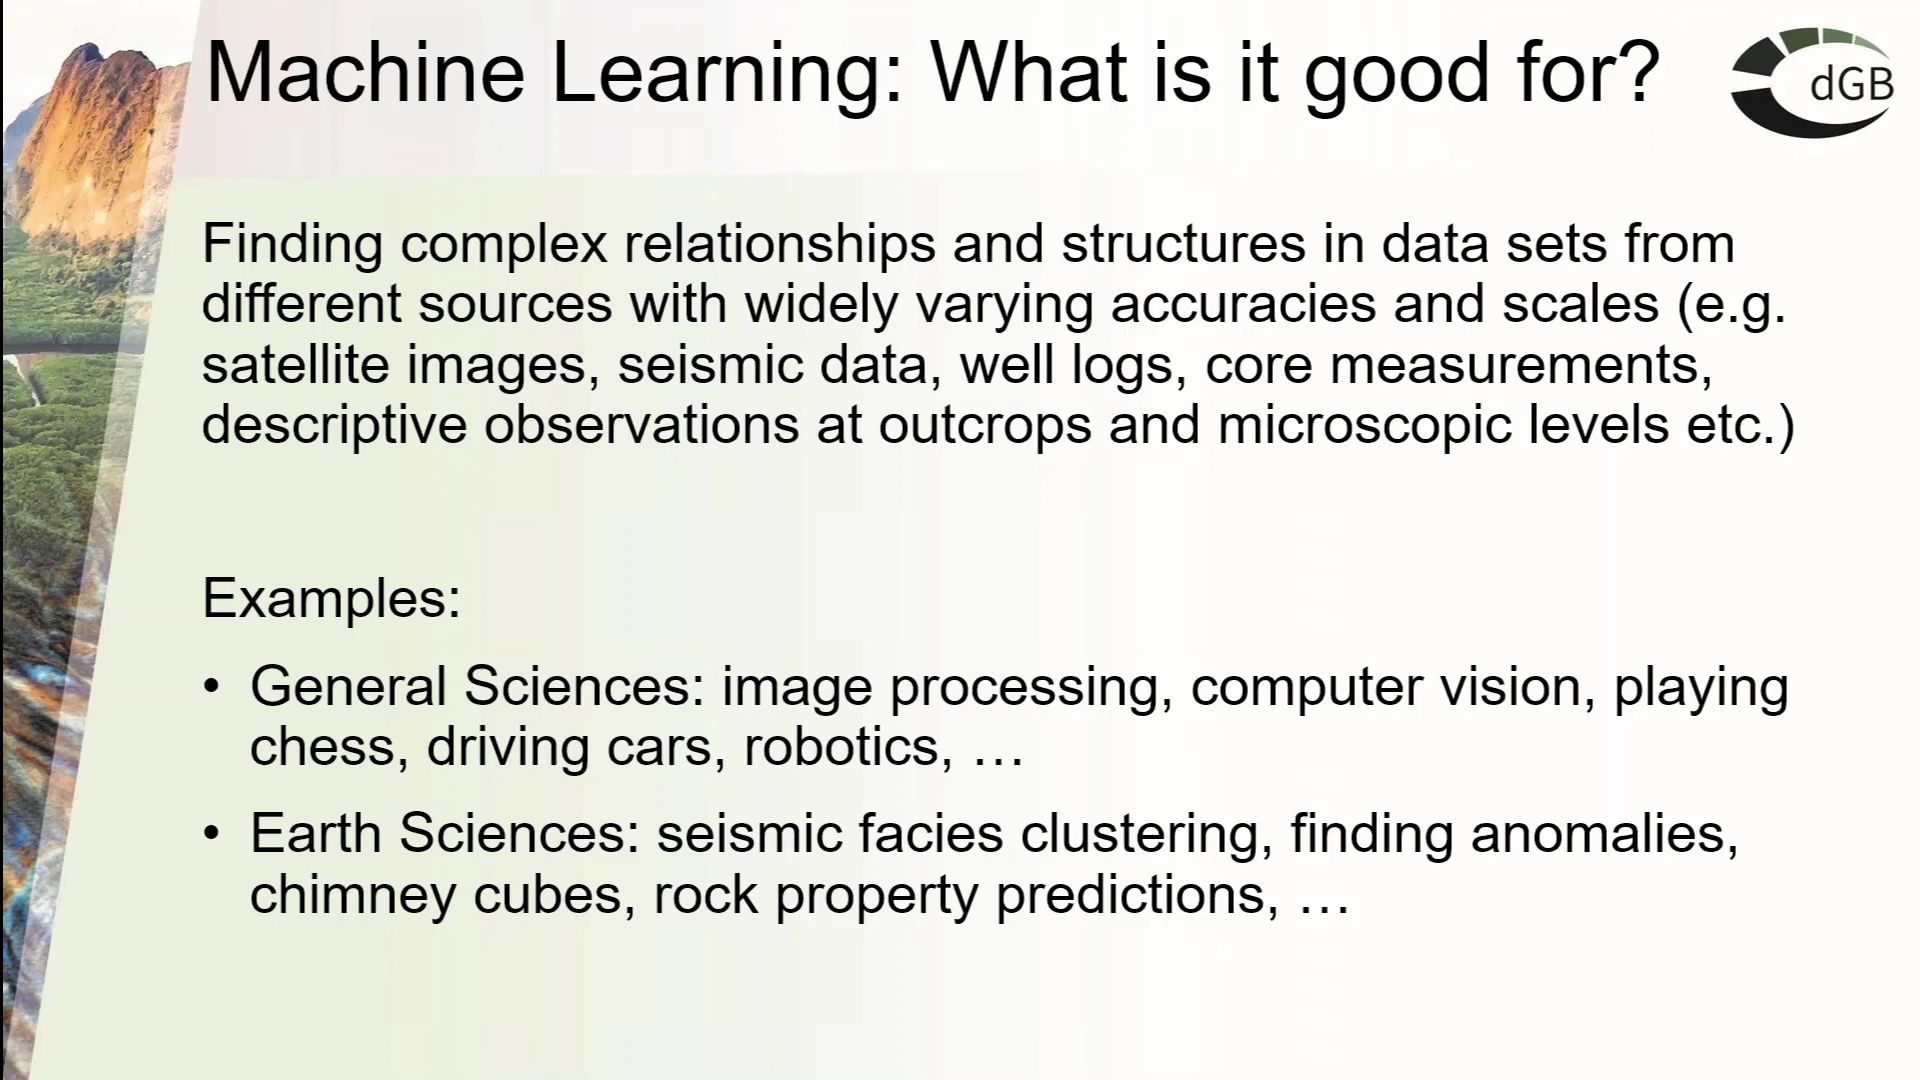 Machine Learning: What is it good for?
dGB
Finding complex relationships and structures in data sets from
different sources with widely varying accuracies and scales (e.g.
satellite images, seismic data, well logs, core measurements,
descriptive observations at outcrops and microscopic levels etc.)
Examples:
• General Sciences: image processing, computer vision, playing
chess, driving cars, robotics, …
• Earth Sciences: seismic facies clustering, finding anomalies,
chimney cubes, rock property predictions, …